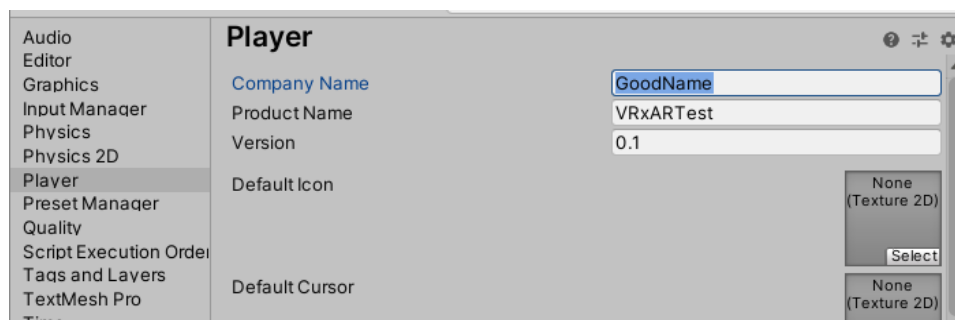 Audio
Editor
Graphics
Input Manager
Physics
Physics 2D
Player
Preset Manager
Quality
Script Execution Order
Tags and Layers
TextMesh Pro
Time
Player
Company Name
GoodName
Product Name
VRxARTest
Version
0.1
Default Icon
None
(Texture 2D)
Select
Default Cursor
None
(Texture 2D)